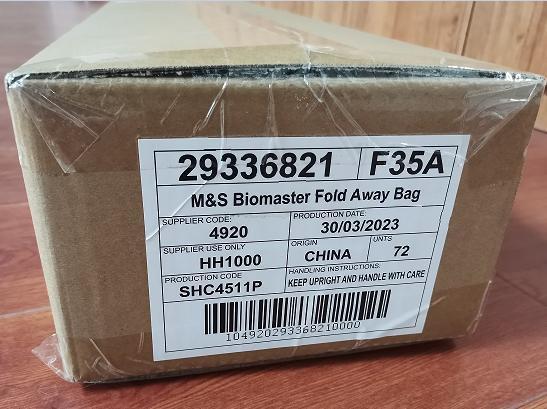 29336821 F35A
M&S Biomaster Fold Away Bag
SUPPLIER CODE: PRODUCTION DATE:
4920 30/03/2023
SUPPLIER USE ONLY ORIGIN UNITS
HH1000 CHINA 72
PRODUCTION CODE HANDLING INSTRUCTIONS:
SHC4511P KEEP UPRIGHT AND HANDLE WITH CARE
104920293368210000